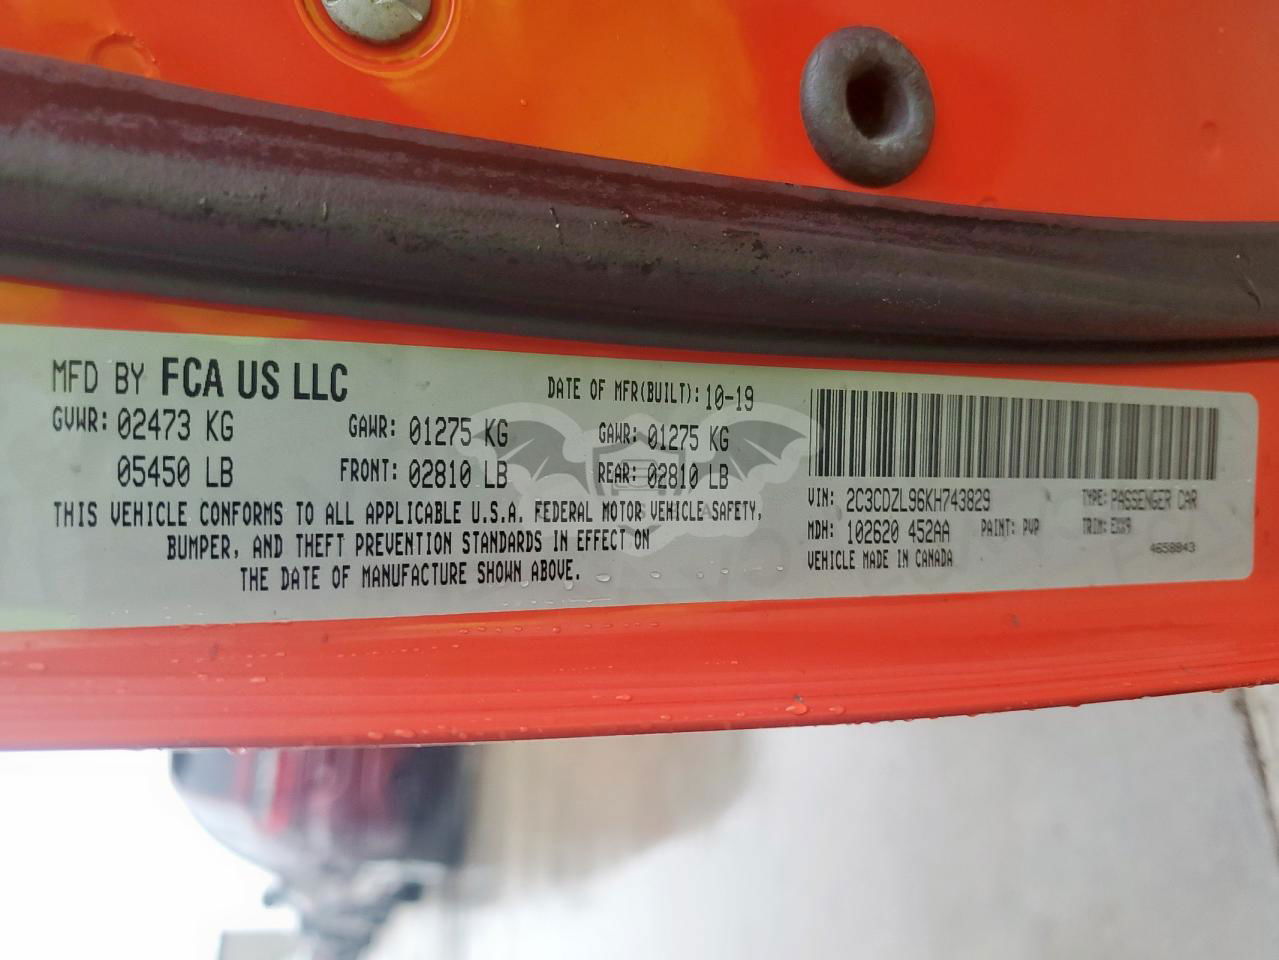 MFD BY FCA US LLC
DATE OF MFR(BUILT): 10-19
GVWR: 02473 KG GAWR: 01275 KG GAWR: 01275 KG
05450 LB FRONT: 02810 LB REAR: 02810 LB
THIS VEHICLE CONFORMS TO ALL APPLICABLE U.S.A. FEDERAL MOTOR VEHICLE SAFETY,
BUMPER, AND THEFT PREVENTION STANDARDS IN EFFECT ON
THE DATE OF MANUFACTURE SHOWN ABOVE.
VIN: 2C3CDZL96KH743829 TYPE: PASSENGER CAR
MDH: 102620 452AA PAINT: PVP TRIM: EXX9
VEHICLE MADE IN CANADA 4658843